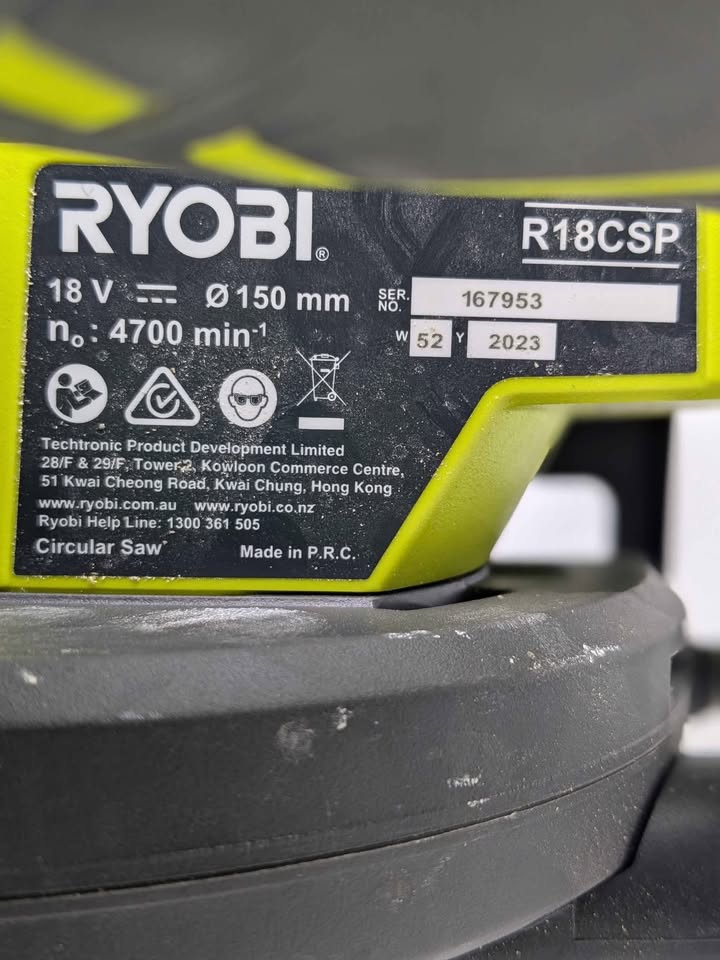 RYOBI®
R18CSP
18 V ⎓ Ø 150 mm
SER. NO. 167953
nₒ : 4700 min⁻¹
W 52 Y 2023
Techtronic Product Development Limited
28/F & 29/F, Tower 2, Kowloon Commerce Centre,
51 Kwai Cheong Road, Kwai Chung, Hong Kong
www.ryobi.com.au www.ryobi.co.nz
Ryobi Help Line: 1300 361 505
Circular Saw Made in P.R.C.